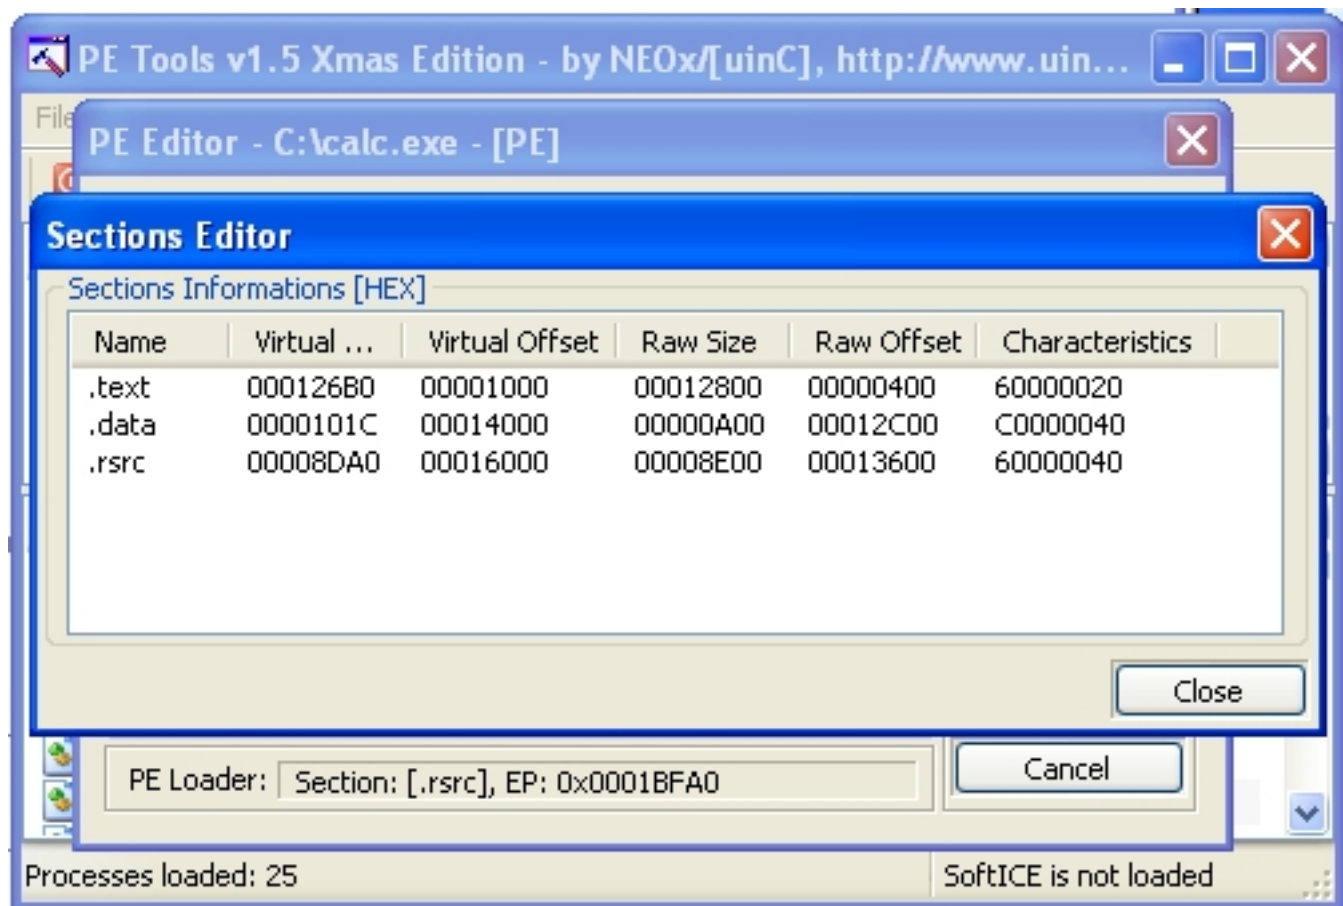 PE Tools v1.5 Xmas Edition - by NEOx/[uinC], http://www.uin...
File
PE Editor - C:\calc.exe - [PE]
Sections Editor
Sections Informations [HEX]
Name Virtual ... Virtual Offset Raw Size Raw Offset Characteristics
.text 000126B0 00001000 00012800 00000400 60000020
.data 0000101C 00014000 00000A00 00012C00 C0000040
.rsrc 00008DA0 00016000 00008E00 00013600 60000040
Close
PE Loader: Section: [.rsrc], EP: 0x0001BFA0
Cancel
Processes loaded: 25 SoftICE is not loaded